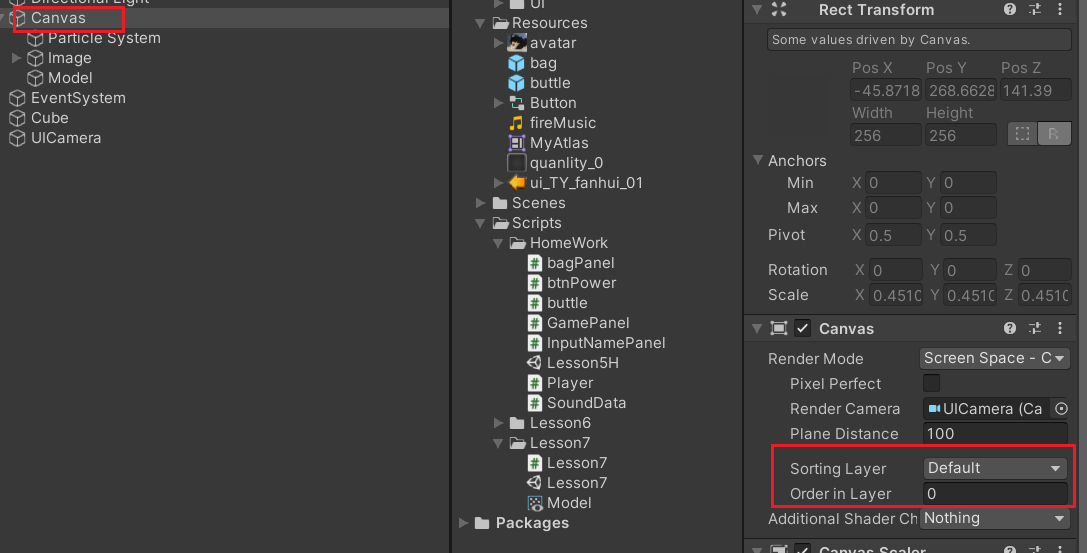 Directional Light
Canvas
Particle System
Image
Model
EventSystem
Cube
UICamera
UI
Resources
avatar
bag
buttle
Button
fireMusic
MyAtlas
quanlity_0
ui_TY_fanhui_01
Scenes
Scripts
HomeWork
bagPanel
btnPower
buttle
GamePanel
InputNamePanel
Lesson5H
Player
SoundData
Lesson6
Lesson7
Lesson7
Lesson7
Model
Packages
Rect Transform
Some values driven by Canvas.
Pos X Pos Y Pos Z
-45.8718 268.6628 141.39
Width Height
256 256
R
Anchors
Min X 0 Y 0
Max X 0 Y 0
Pivot X 0.5 Y 0.5
Rotation X 0 Y 0 Z 0
Scale X 0.4510 Y 0.4510 Z 0.4510
Canvas
Render Mode Screen Space - C
Pixel Perfect
Render Camera UICamera (Ca
Plane Distance 100
Sorting Layer Default
Order in Layer 0
Additional Shader Ch Nothing
Canvas Scaler